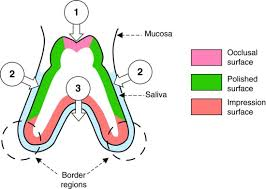 1
Mucosa
Occlusal
surface
2
2
Polished
surface
3
Saliva
Impression
surface
Border
regions